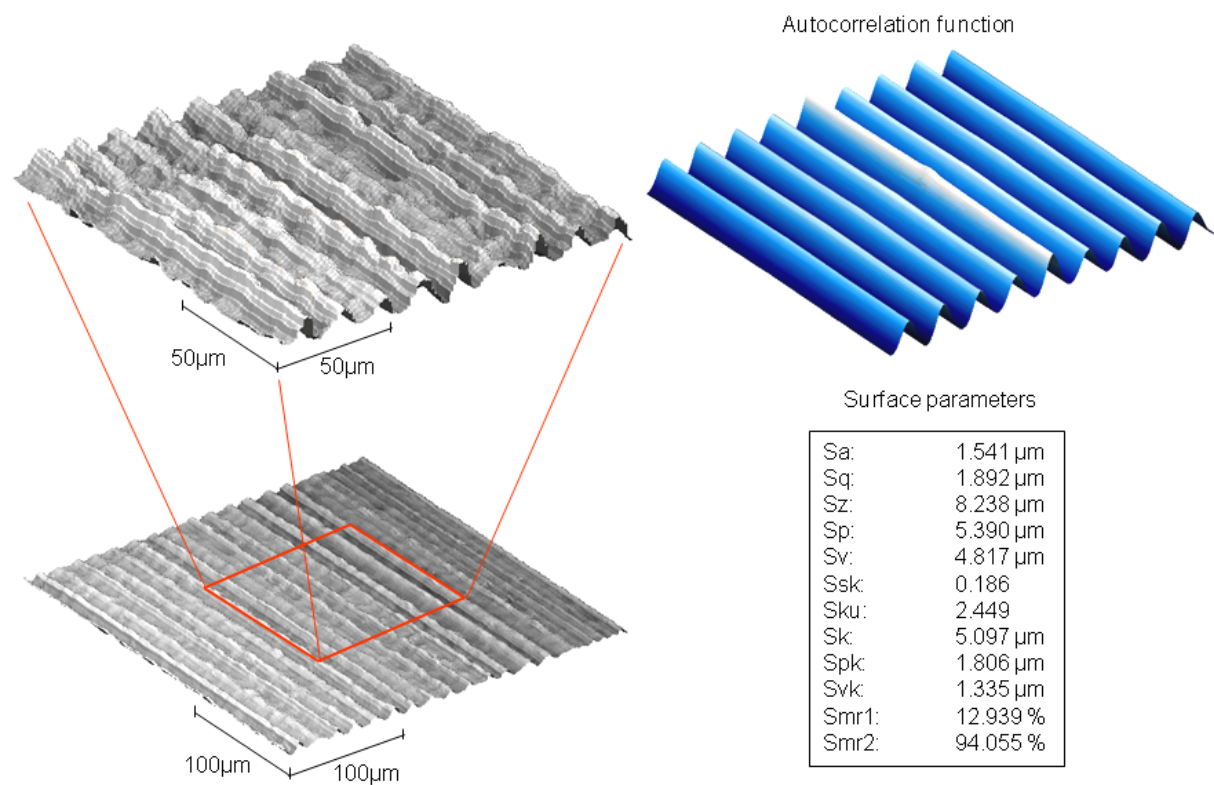 Autocorrelation function
50µm
50µm
Surface parameters
Sa: 1.541 µm
Sq: 1.892 µm
Sz: 8.238 µm
Sp: 5.390 µm
Sv: 4.817 µm
Ssk: 0.186
Sku: 2.449
Sk: 5.097 µm
Spk: 1.806 µm
Svk: 1.335 µm
Smr1: 12.939 %
Smr2: 94.055 %
100µm
100µm